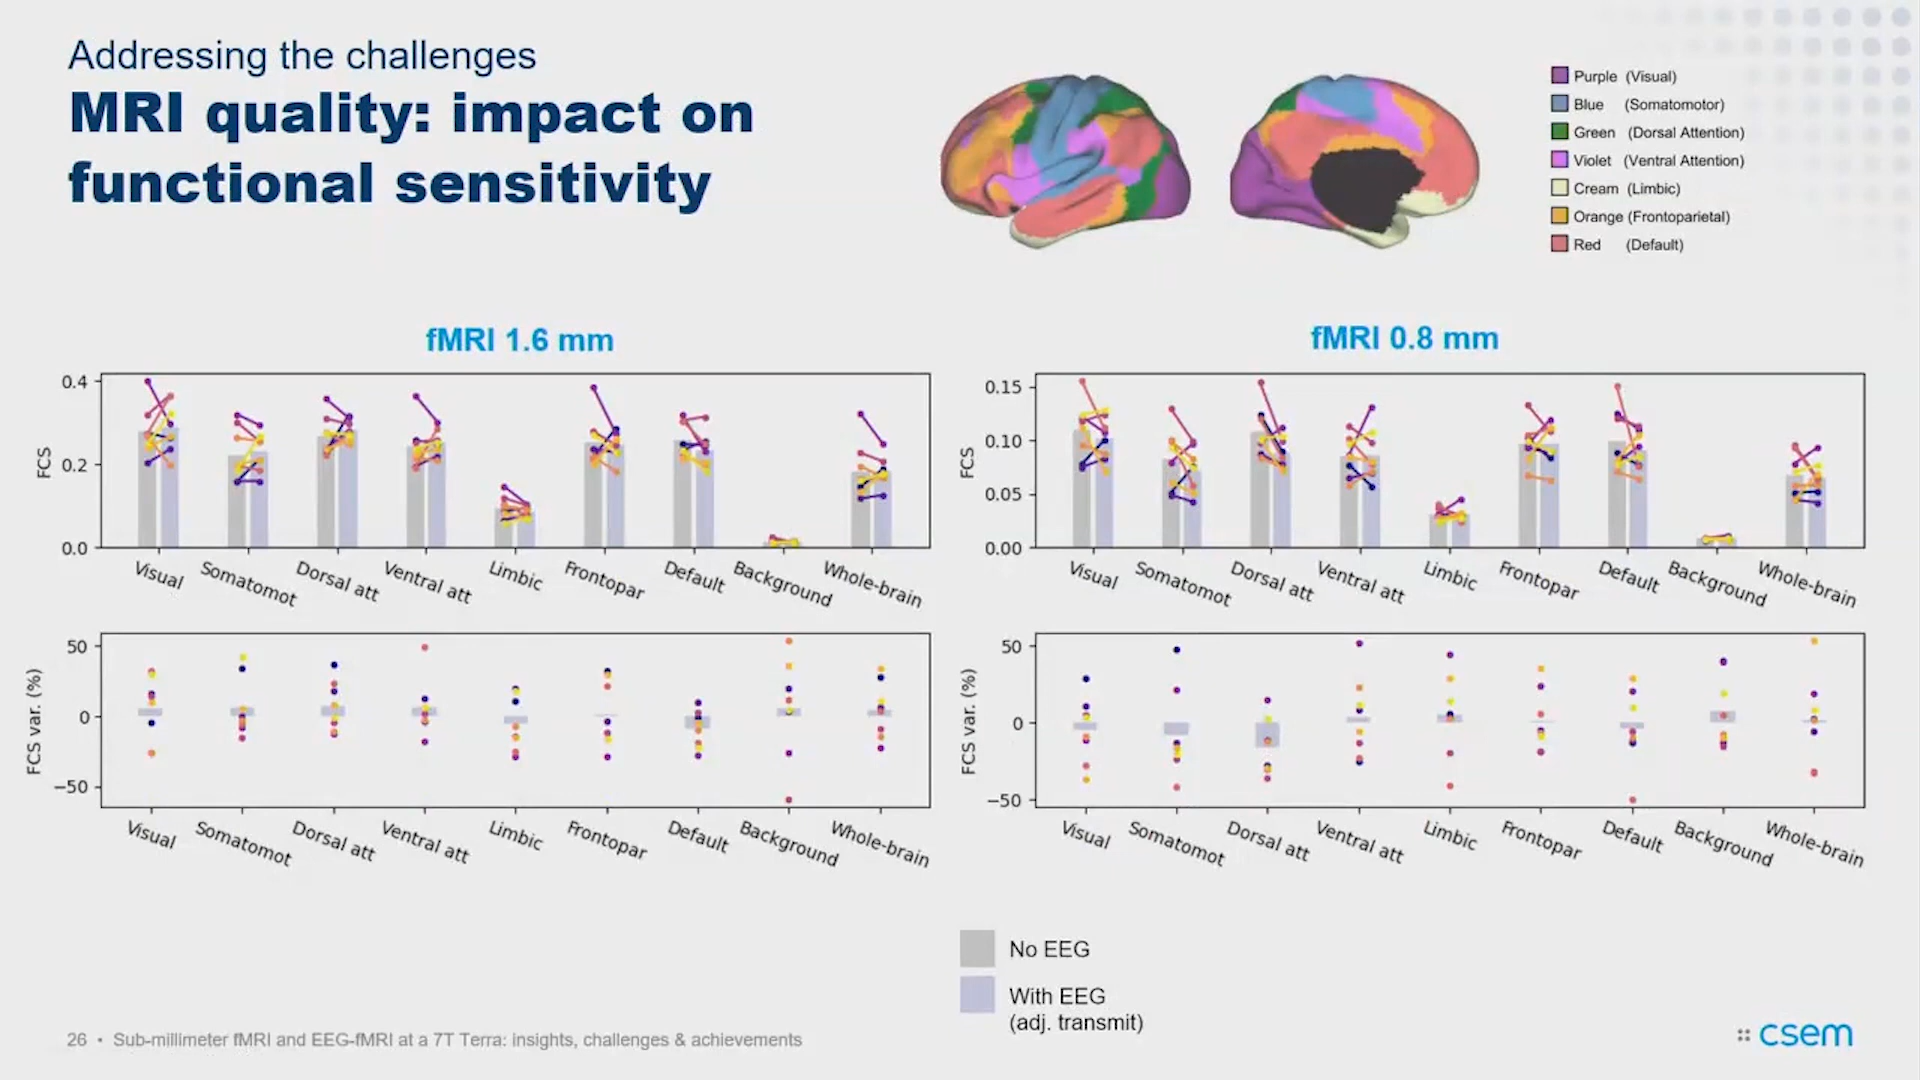 Addressing the challenges
MRI quality: impact on
functional sensitivity
Purple (Visual)
Blue (Somatomotor)
Green (Dorsal Attention)
Violet (Ventral Attention)
Cream (Limbic)
Orange (Frontoparietal)
Red (Default)
fMRI 1.6 mm
FCS
0.4
0.2
0.0
Visual
Somatomot
Dorsal att
Ventral att
Limbic
Frontopar
Default
Background
Whole-brain
FCS var. (%)
50
0
−50
Visual
Somatomot
Dorsal att
Ventral att
Limbic
Frontopar
Default
Background
Whole-brain
fMRI 0.8 mm
FCS
0.15
0.10
0.05
0.00
Visual
Somatomot
Dorsal att
Ventral att
Limbic
Frontopar
Default
Background
Whole-brain
FCS var. (%)
50
0
−50
Visual
Somatomot
Dorsal att
Ventral att
Limbic
Frontopar
Default
Background
Whole-brain
No EEG
With EEG
(adj. transmit)
26 • Sub-millimeter fMRI and EEG-fMRI at a 7T Terra: insights, challenges & achievements
csem